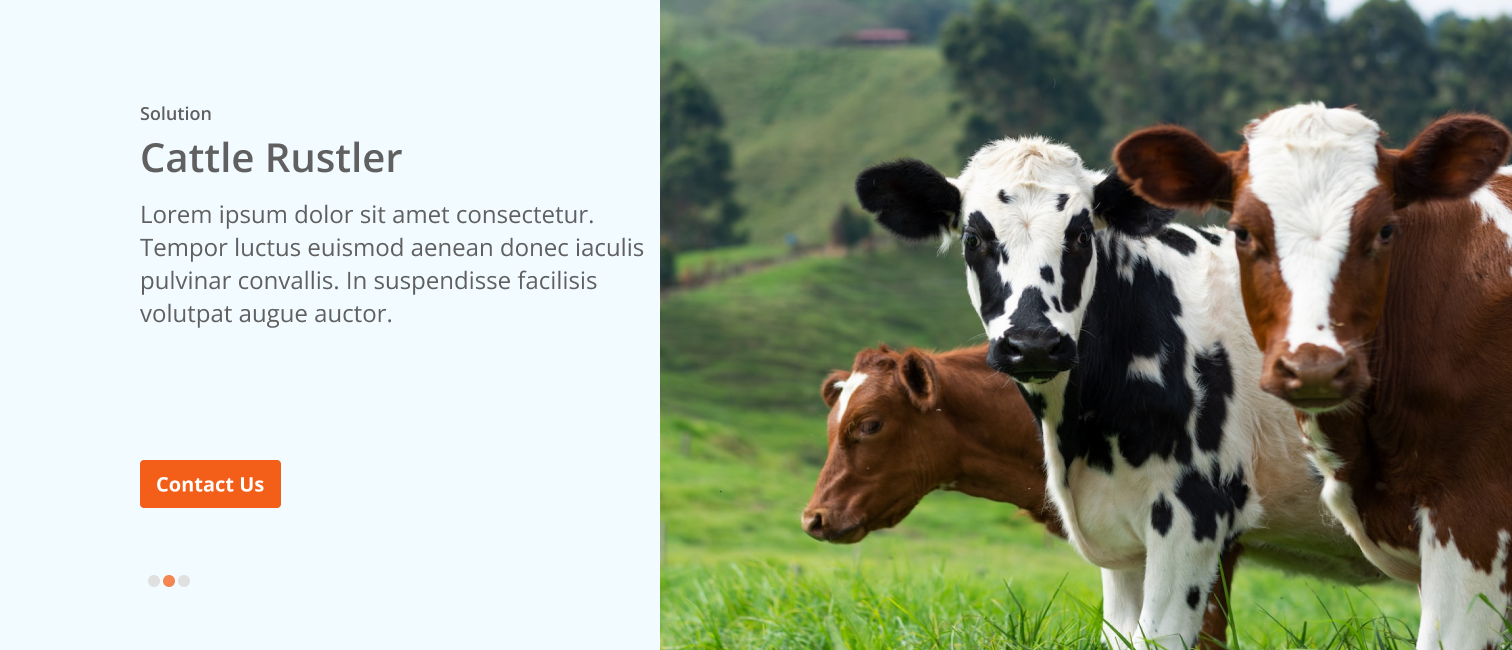 Solution
Cattle Rustler
Lorem ipsum dolor sit amet consectetur.
Tempor luctus euismod aenean donec iaculis
pulvinar convallis. In suspendisse facilisis
volutpat augue auctor.
Contact Us